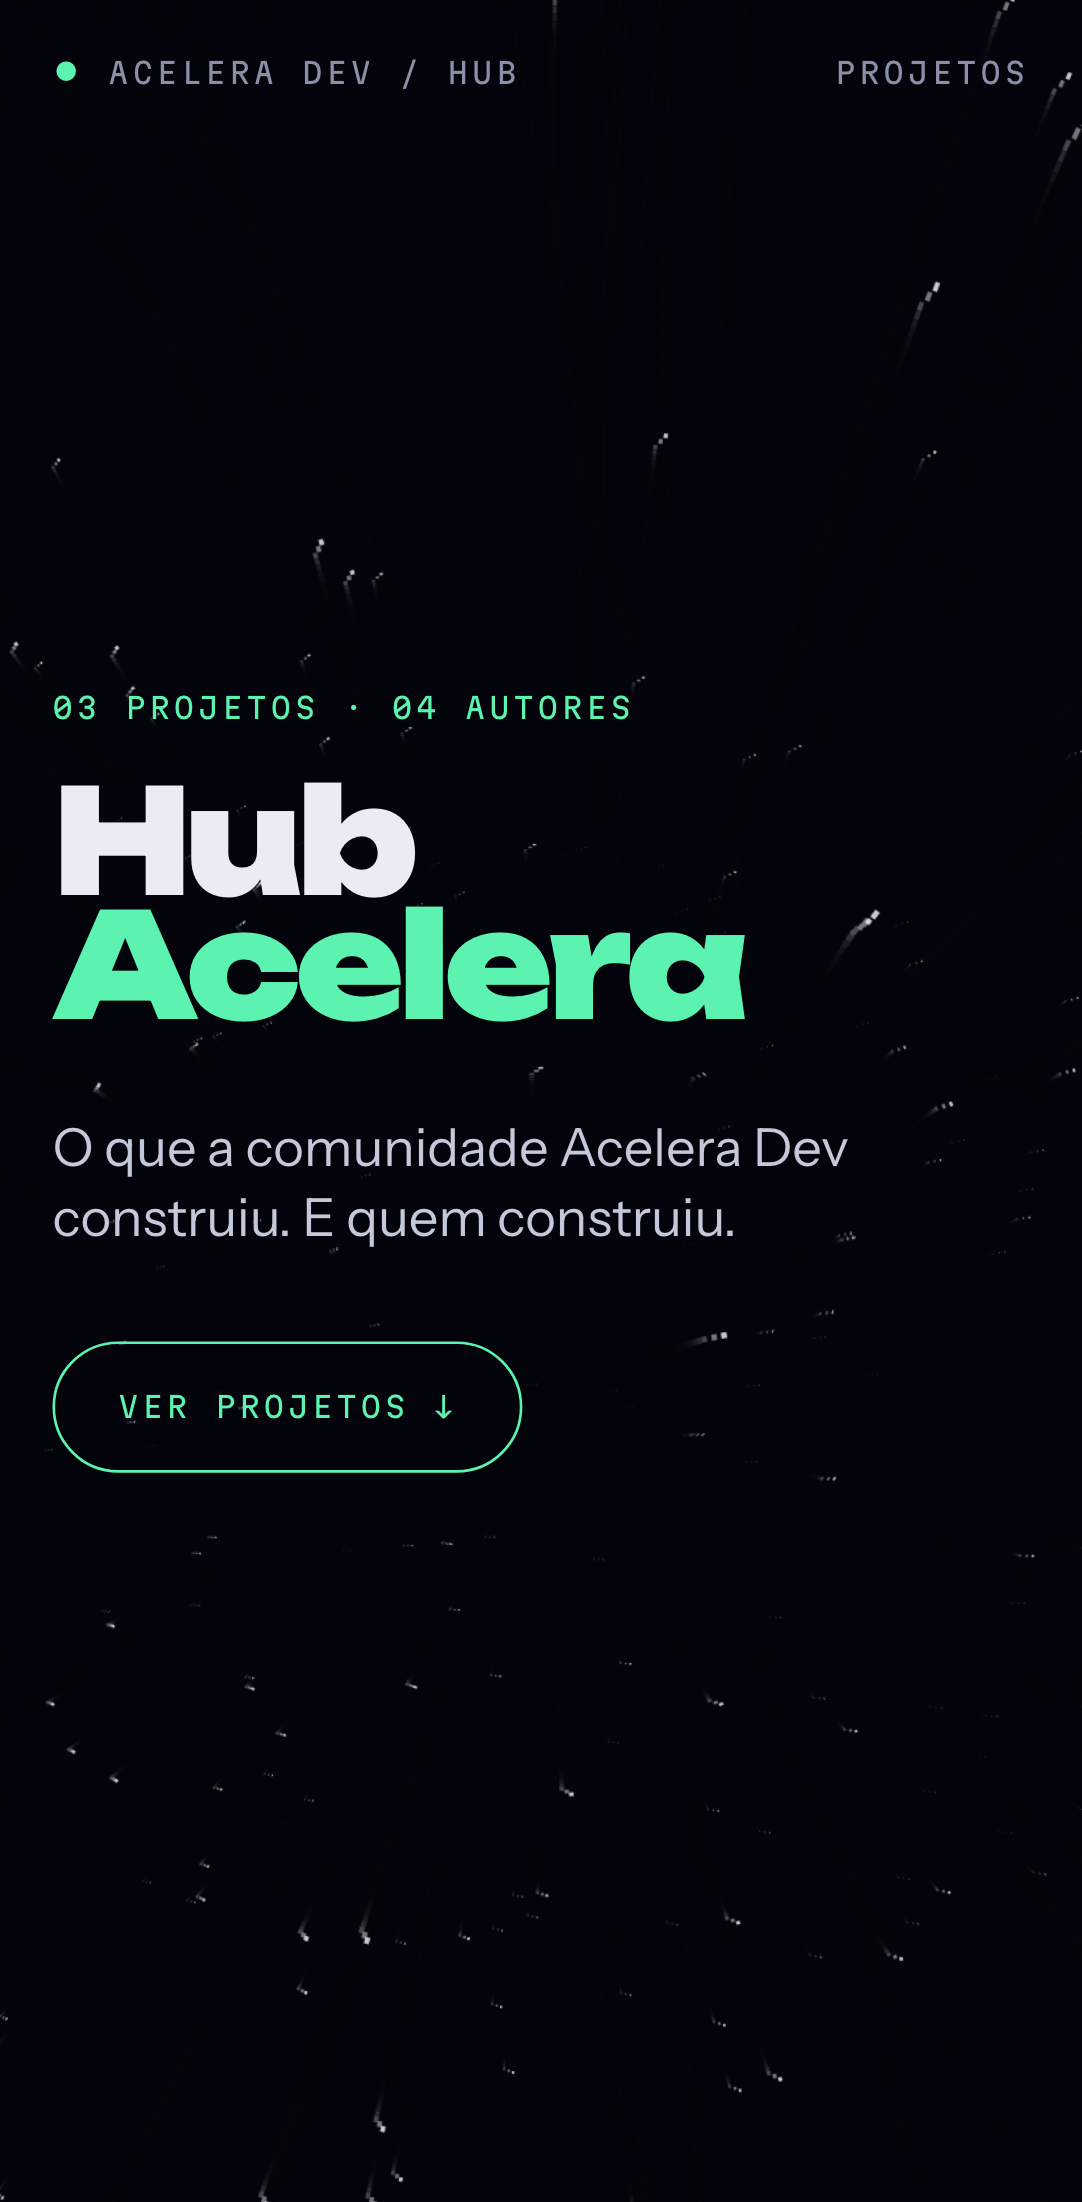 ACELERA DEV / HUB
PROJETOS
03 PROJETOS · 04 AUTORES
Hub
Acelera
O que a comunidade Acelera Dev
construiu. E quem construiu.
VER PROJETOS ↓